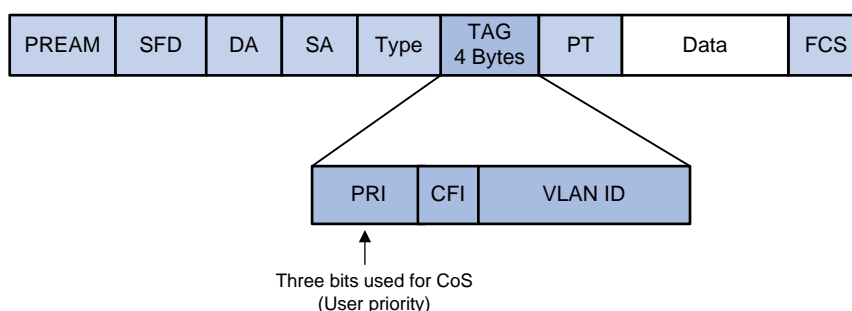 PREAM SFD DA SA Type TAG PT Data FCS
4 Bytes
PRI CFI VLAN ID
Three bits used for CoS
(User priority)